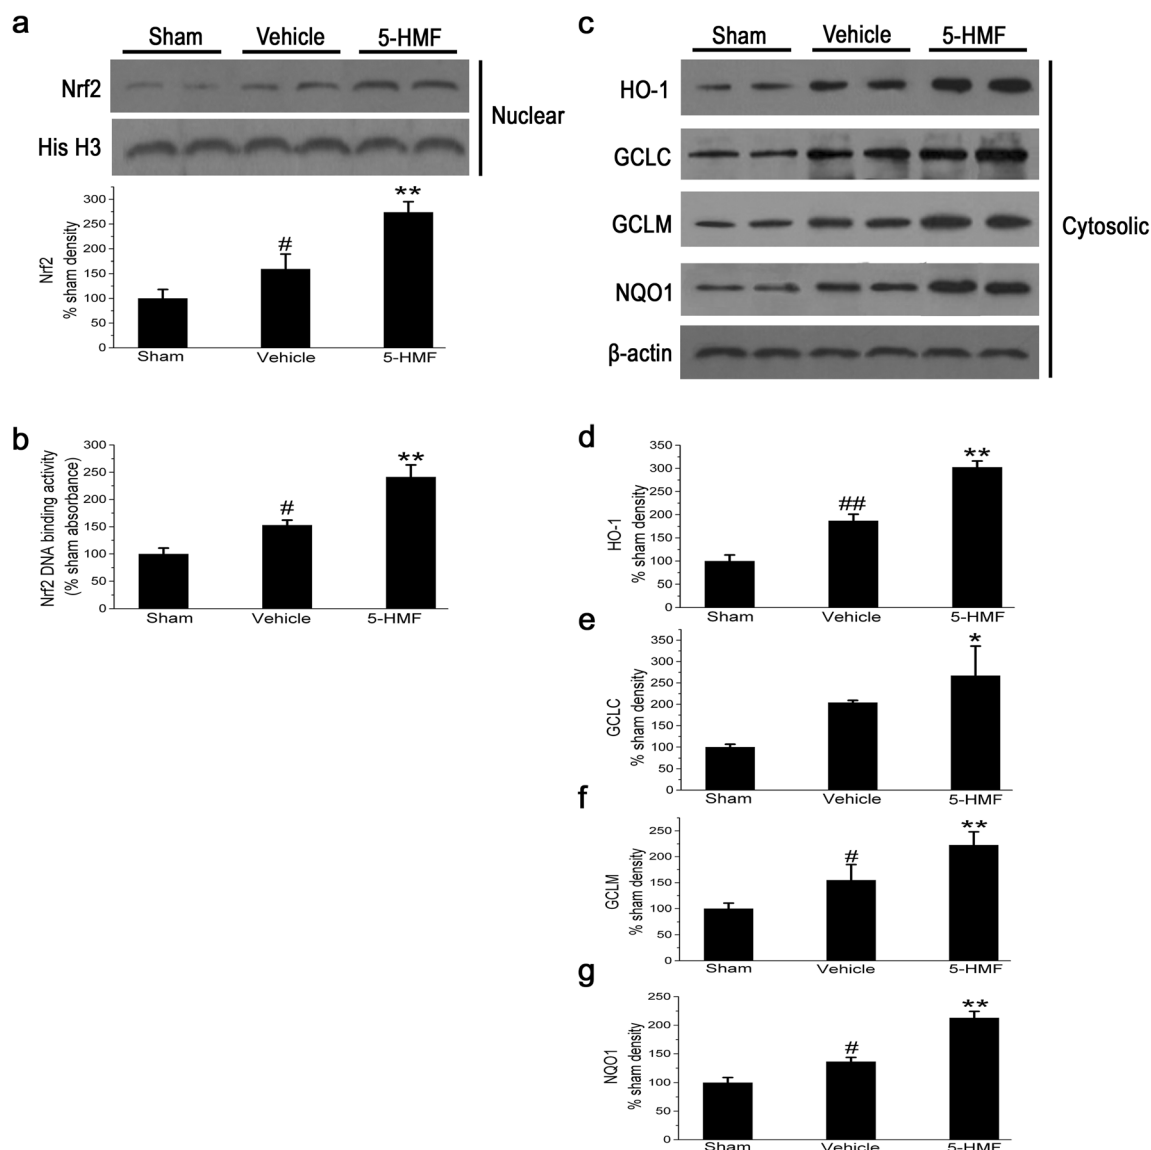 a
Sham Vehicle 5-HMF
Nrf2
His H3
Nuclear
Nrf2
% sham density
300
250
200
150
100
50
0
#
**
Sham Vehicle 5-HMF
b
Nrf2 DNA binding activity
(% sham absorbance)
300
250
200
150
100
50
0
#
**
Sham Vehicle 5-HMF
c
Sham Vehicle 5-HMF
HO-1
GCLC
GCLM
NQO1
β-actin
Cytosolic
d
HO-1
% sham density
350
300
250
200
150
100
50
0
##
**
Sham Vehicle 5-HMF
e
GCLC
% sham density
350
300
250
200
150
100
50
0
*
Sham Vehicle 5-HMF
f
GCLM
% sham density
250
200
150
100
50
0
#
**
Sham Vehicle 5-HMF
g
NQO1
% sham density
250
200
150
100
50
0
#
**
Sham Vehicle 5-HMF